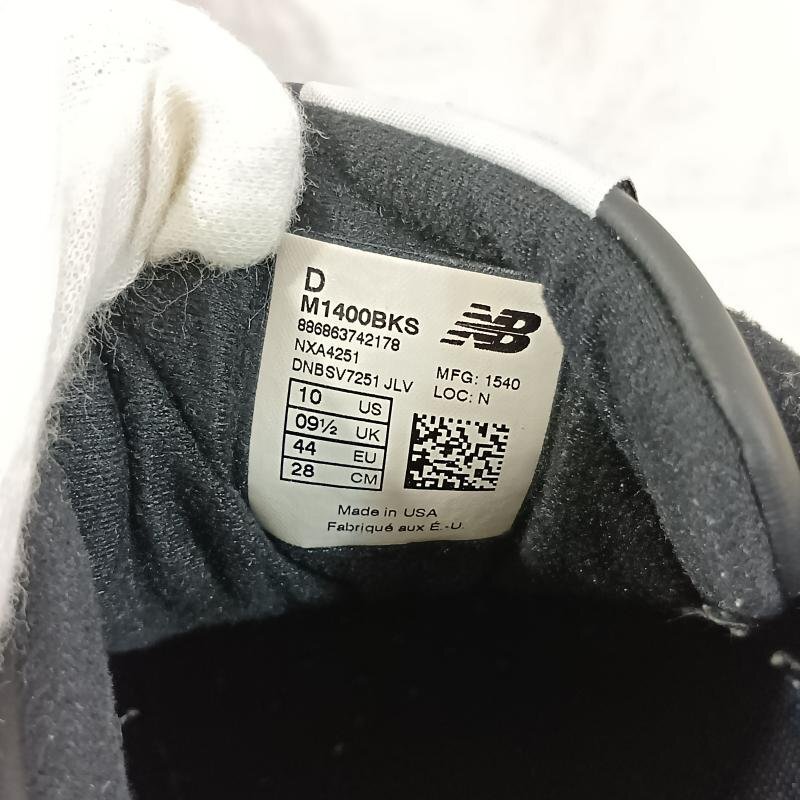 D
M1400BKS
886863742178
NXA4251
DNBSV7251 JLV
NB
MFG: 1540
LOC: N
10 US
09½ UK
44 EU
28 CM
Made in USA
Fabriqué aux É.-U.